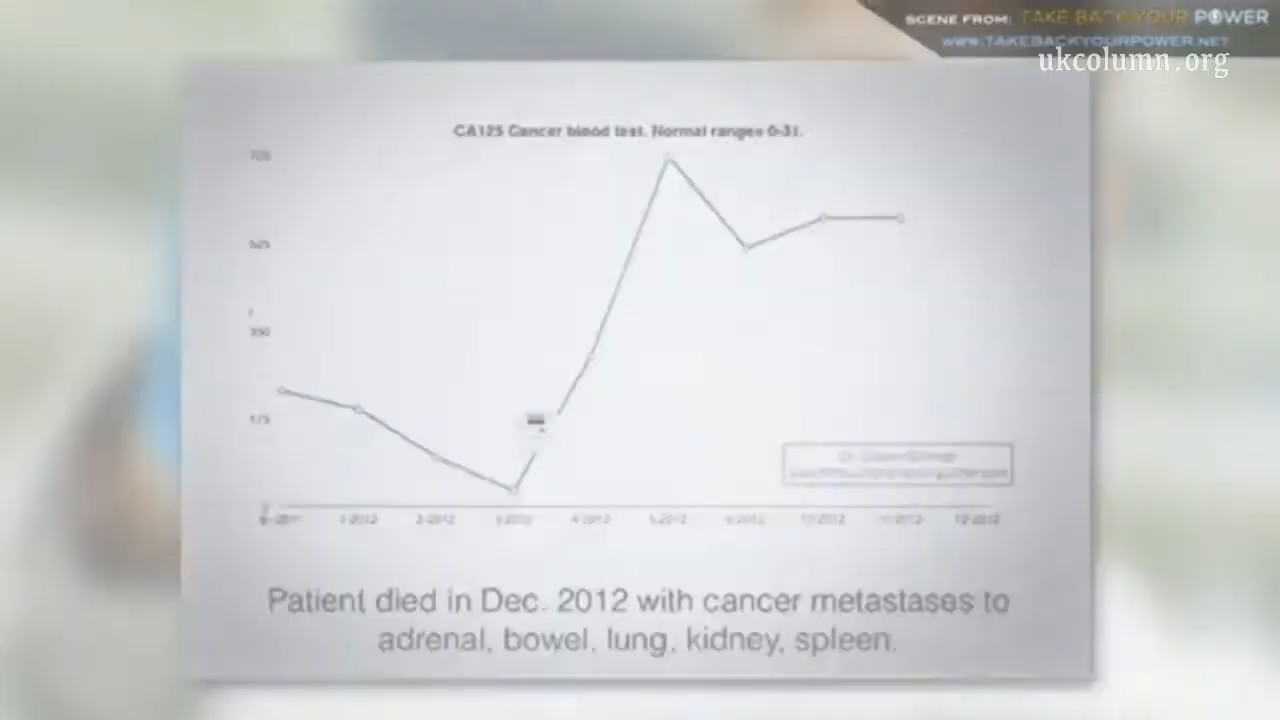 SCENE FROM: TAKE BACK YOUR POWER
www.TAKEBACKYOURPOWER.NET
ukcolumn.org
CA125 Cancer blood test. Normal ranges 0-31.
700
525
350
175
1-2012
2-2012
3-2012
4-2012
5-2012
11-2012
12-2012
Patient died in Dec. 2012 with cancer metastases to
adrenal, bowel, lung, kidney, spleen.